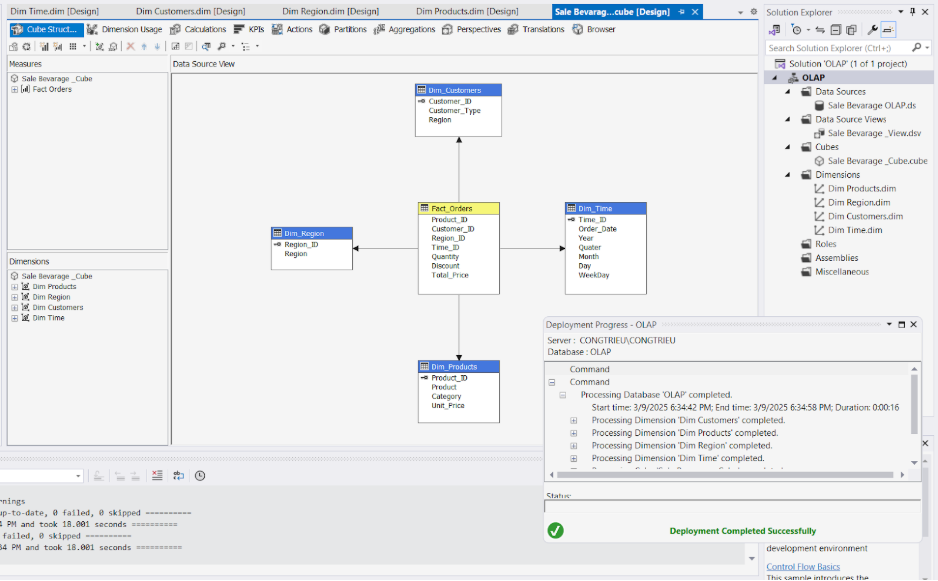 Dim Time.dim [Design] Dim Customers.dim [Design] Dim Region.dim [Design] Dim Products.dim [Design] Sale Bevarag...cube [Design]
Cube Struct... Dimension Usage Calculations KPIs Actions Partitions Aggregations Perspectives Translations Browser
Measures
Sale Bevarage _Cube
Fact Orders
Dimensions
Sale Bevarage _Cube
Dim Products
Dim Region
Dim Customers
Dim Time
Data Source View
Dim_Customers
Customer_ID
Customer_Type
Region
Fact_Orders
Product_ID
Customer_ID
Region_ID
Time_ID
Quantity
Discount
Total_Price
Dim_Region
Region_ID
Region
Dim_Time
Time_ID
Order_Date
Year
Quater
Month
Day
WeekDay
Dim_Products
Product_ID
Product
Category
Unit_Price
Solution Explorer
Search Solution Explorer (Ctrl+;)
Solution 'OLAP' (1 of 1 project)
OLAP
Data Sources
Sale Bevarage OLAP.ds
Data Source Views
Sale Bevarage _View.dsv
Cubes
Sale Bevarage _Cube.cube
Dimensions
Dim Products.dim
Dim Region.dim
Dim Customers.dim
Dim Time.dim
Roles
Assemblies
Miscellaneous
Deployment Progress - OLAP
Server : CONGTRIEU\CONGTRIEU
Database : OLAP
Command
Command
Processing Database 'OLAP' completed.
Start time: 3/9/2025 6:34:42 PM; End time: 3/9/2025 6:34:58 PM; Duration: 0:00:16
Processing Dimension 'Dim Customers' completed.
Processing Dimension 'Dim Products' completed.
Processing Dimension 'Dim Region' completed.
Processing Dimension 'Dim Time' completed.
Status:
Deployment Completed Successfully
rnings
up-to-date, 0 failed, 0 skipped ==========
4 PM and took 18.001 seconds ==========
failed, 0 skipped ==========
34 PM and took 18.001 seconds ==========
development environment
Control Flow Basics
This sample introduces the